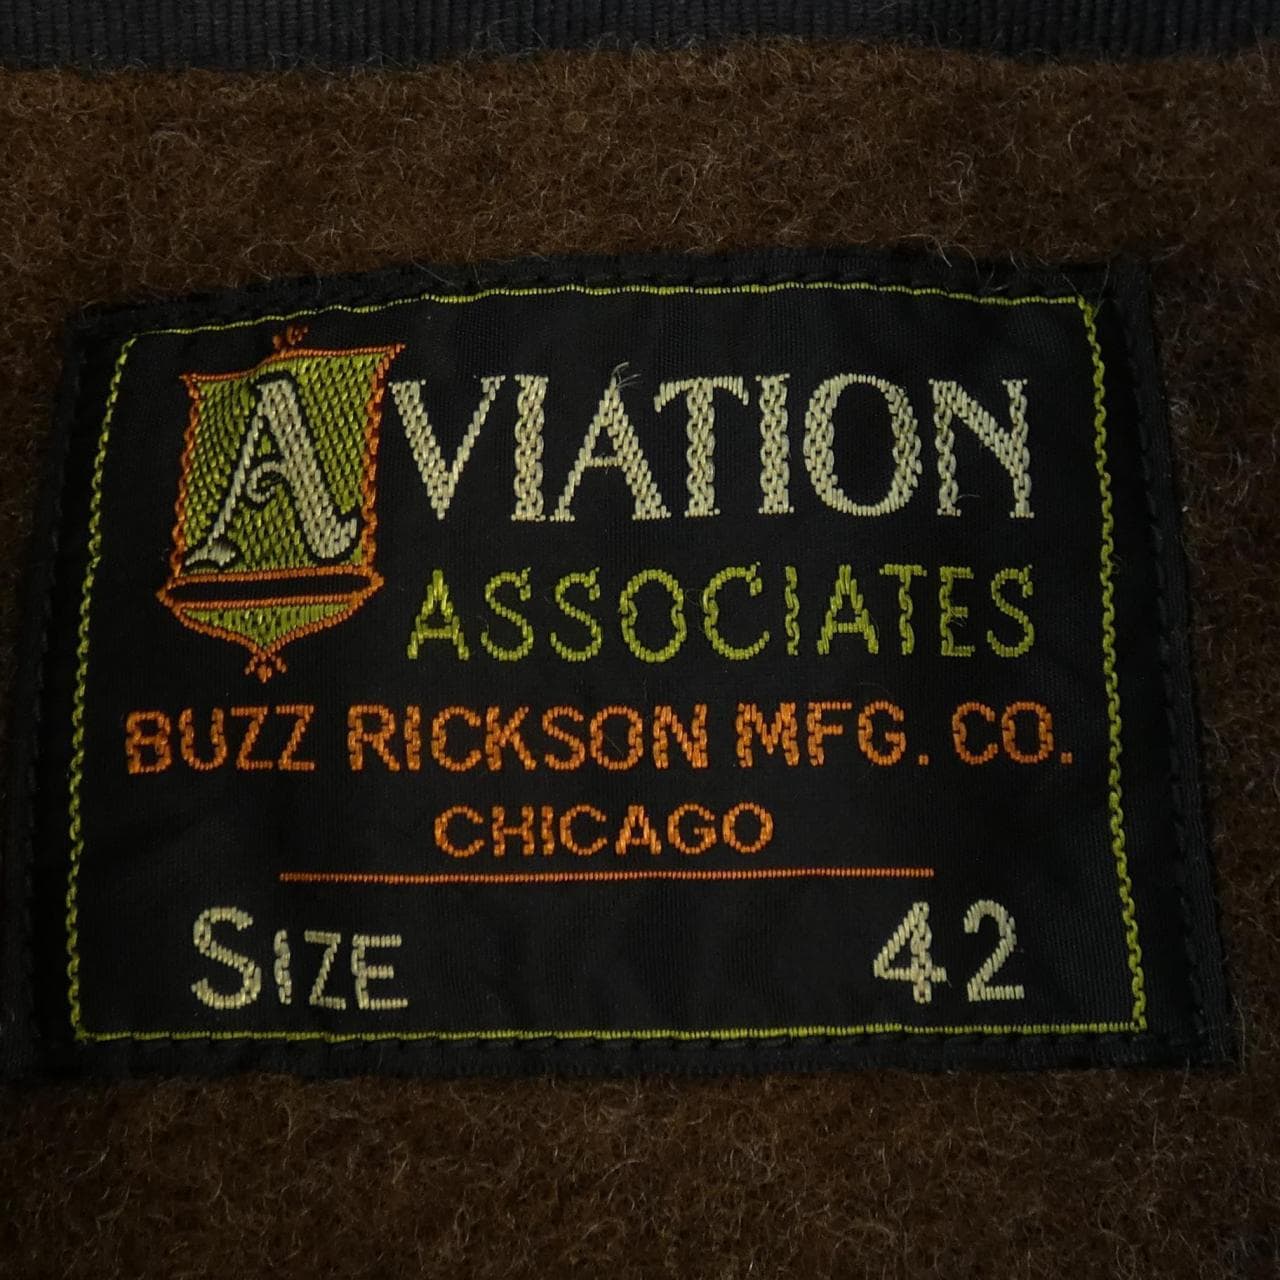 AVIATION
ASSOCIATES
BUZZ RICKSON MFG. CO.
CHICAGO
SIZE 42